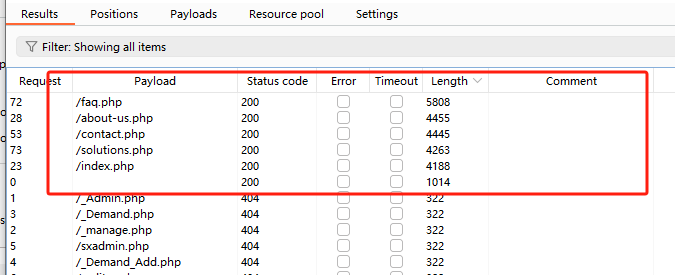 Results Positions Payloads Resource pool Settings
Filter: Showing all items
Request Payload Status code Error Timeout Length Comment
72 /faq.php 200 5808
28 /about-us.php 200 4455
53 /contact.php 200 4445
73 /solutions.php 200 4263
23 /index.php 200 4188
0 200 1014
1 /_Admin.php 404 322
3 /_Demand.php 404 322
2 /_manage.php 404 322
5 /sxadmin.php 404 322
4 /_Demand_Add.php 404 322